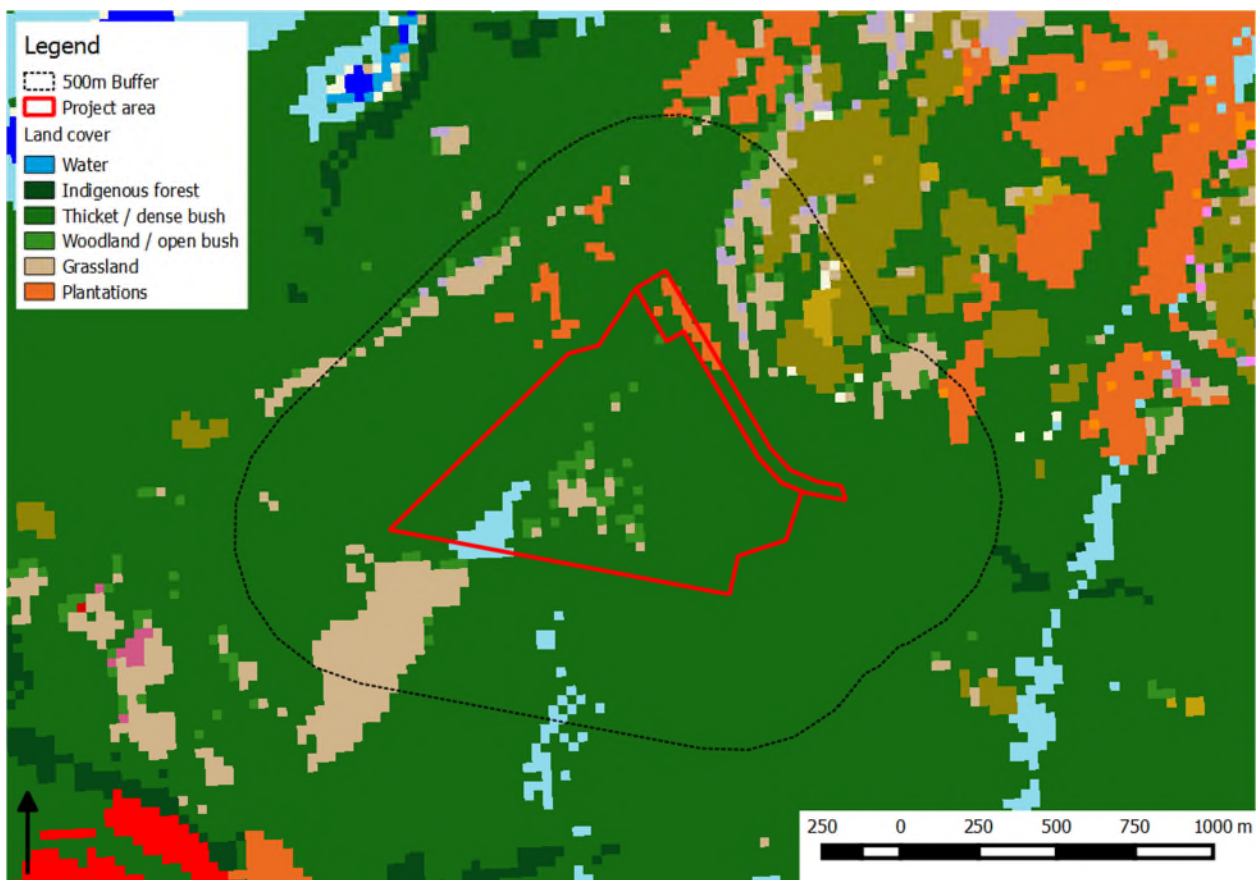 Legend
500m Buffer
Project area
Land cover
Water
Indigenous forest
Thicket / dense bush
Woodland / open bush
Grassland
Plantations
250 0 250 500 750 1000 m